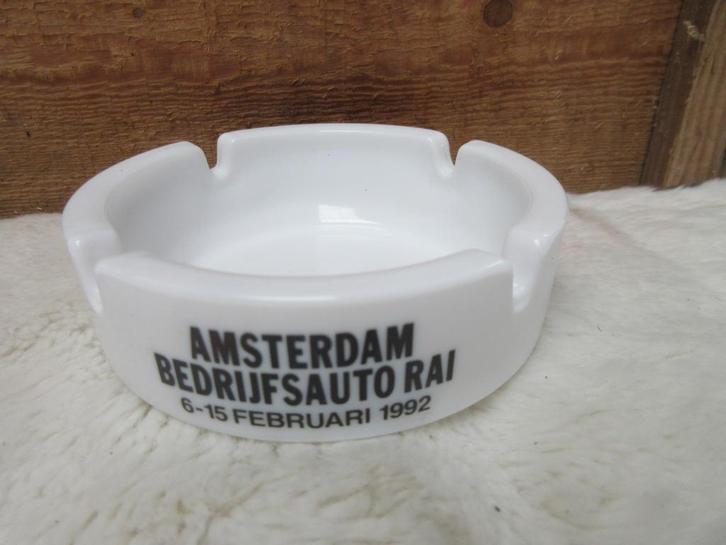 AMSTERDAM
BEDRIJFSAUTO RAI
6-15 FEBRUARI 1992